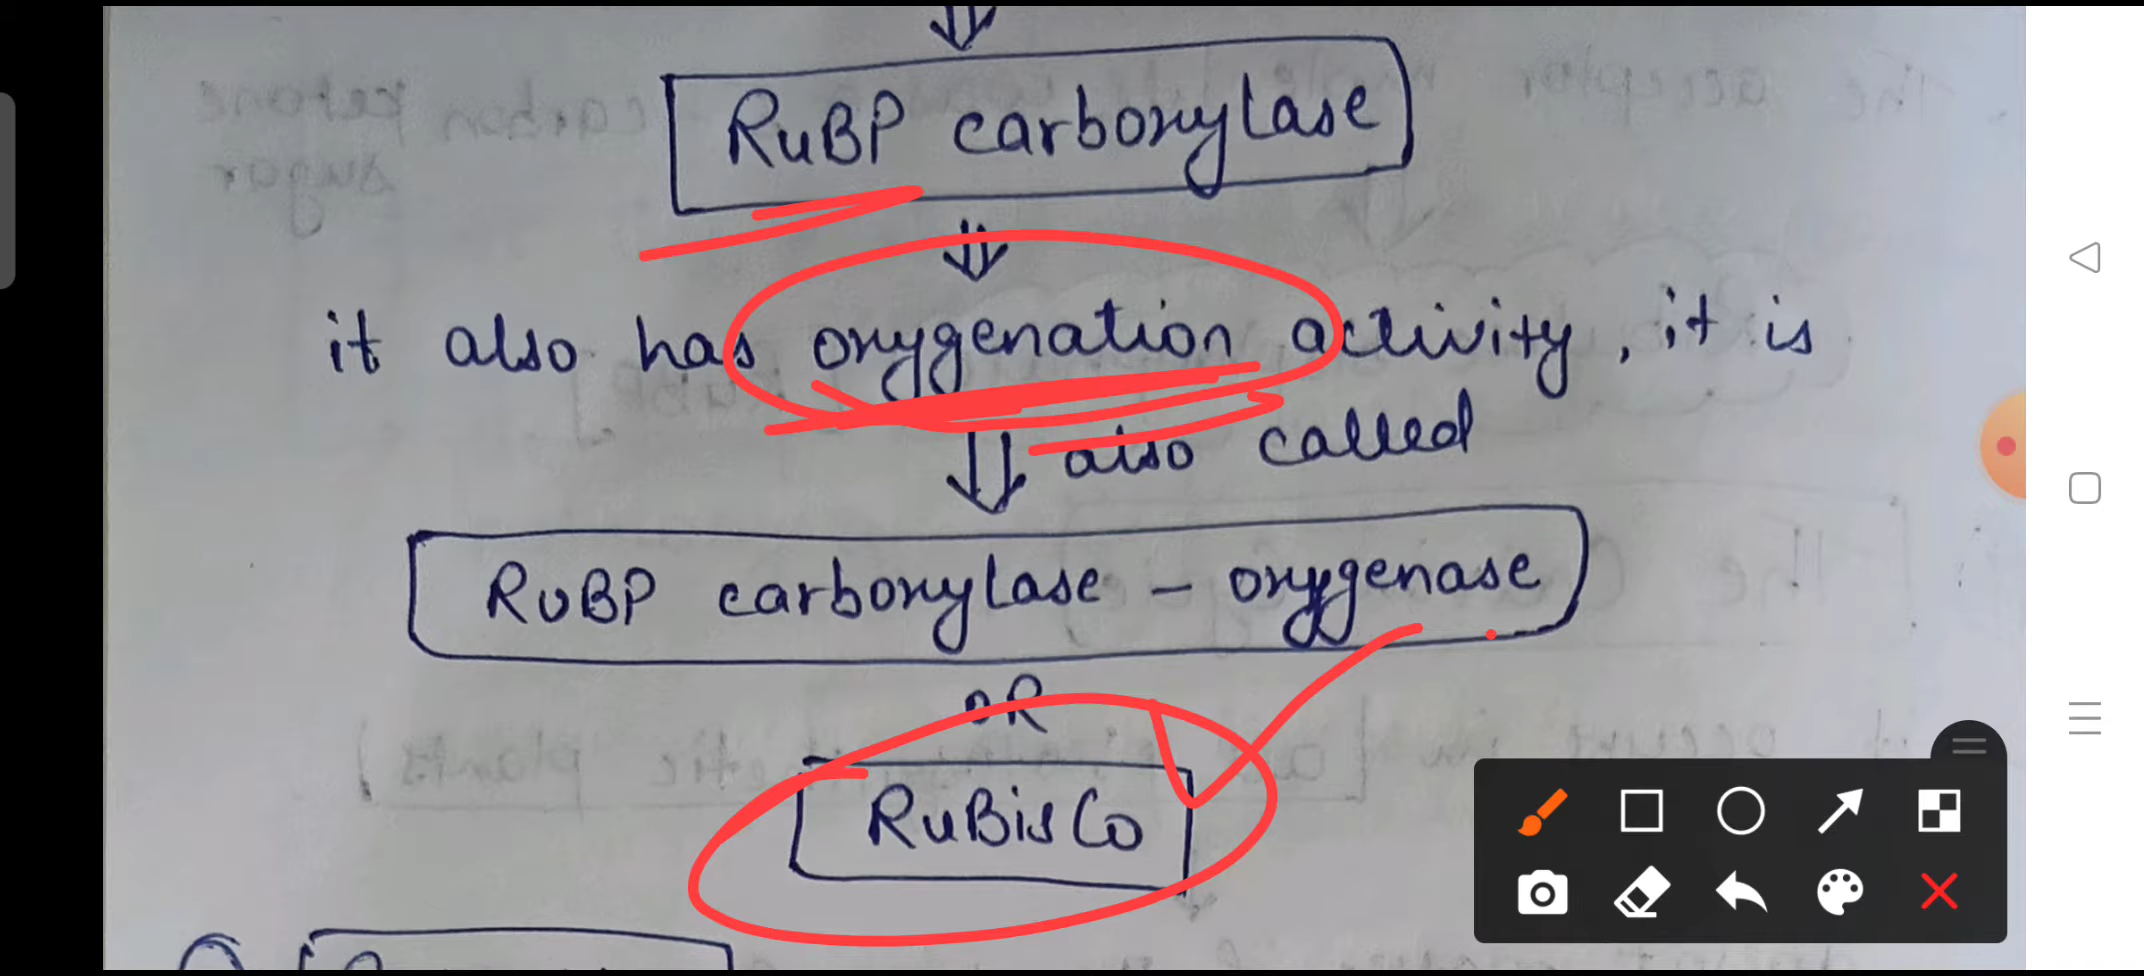 RuBP carboxylase
it also has oxygenation activity, it is
also called
RuBP carboxylase - oxygenase
OR
RuBisCo